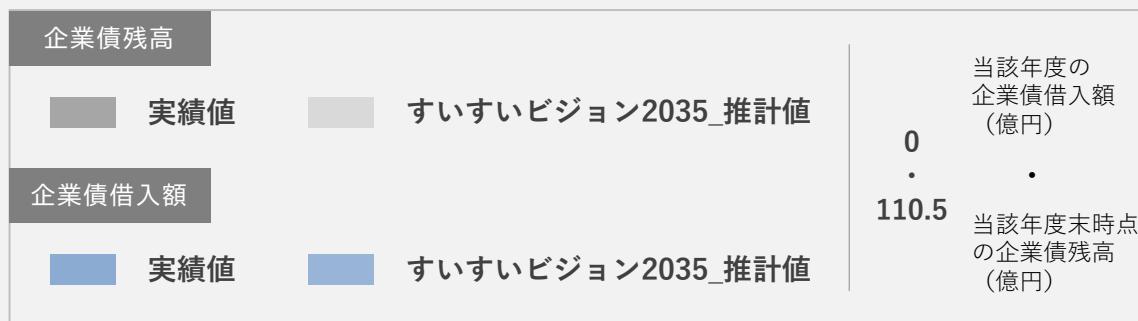 企業債残高
実績値
すいすいビジョン2035_推計値
企業債借入額
実績値
すいすいビジョン2035_推計値
0
・
110.5
当該年度の
企業債借入額
（億円）
・
当該年度末時点
の企業債残高
（億円）